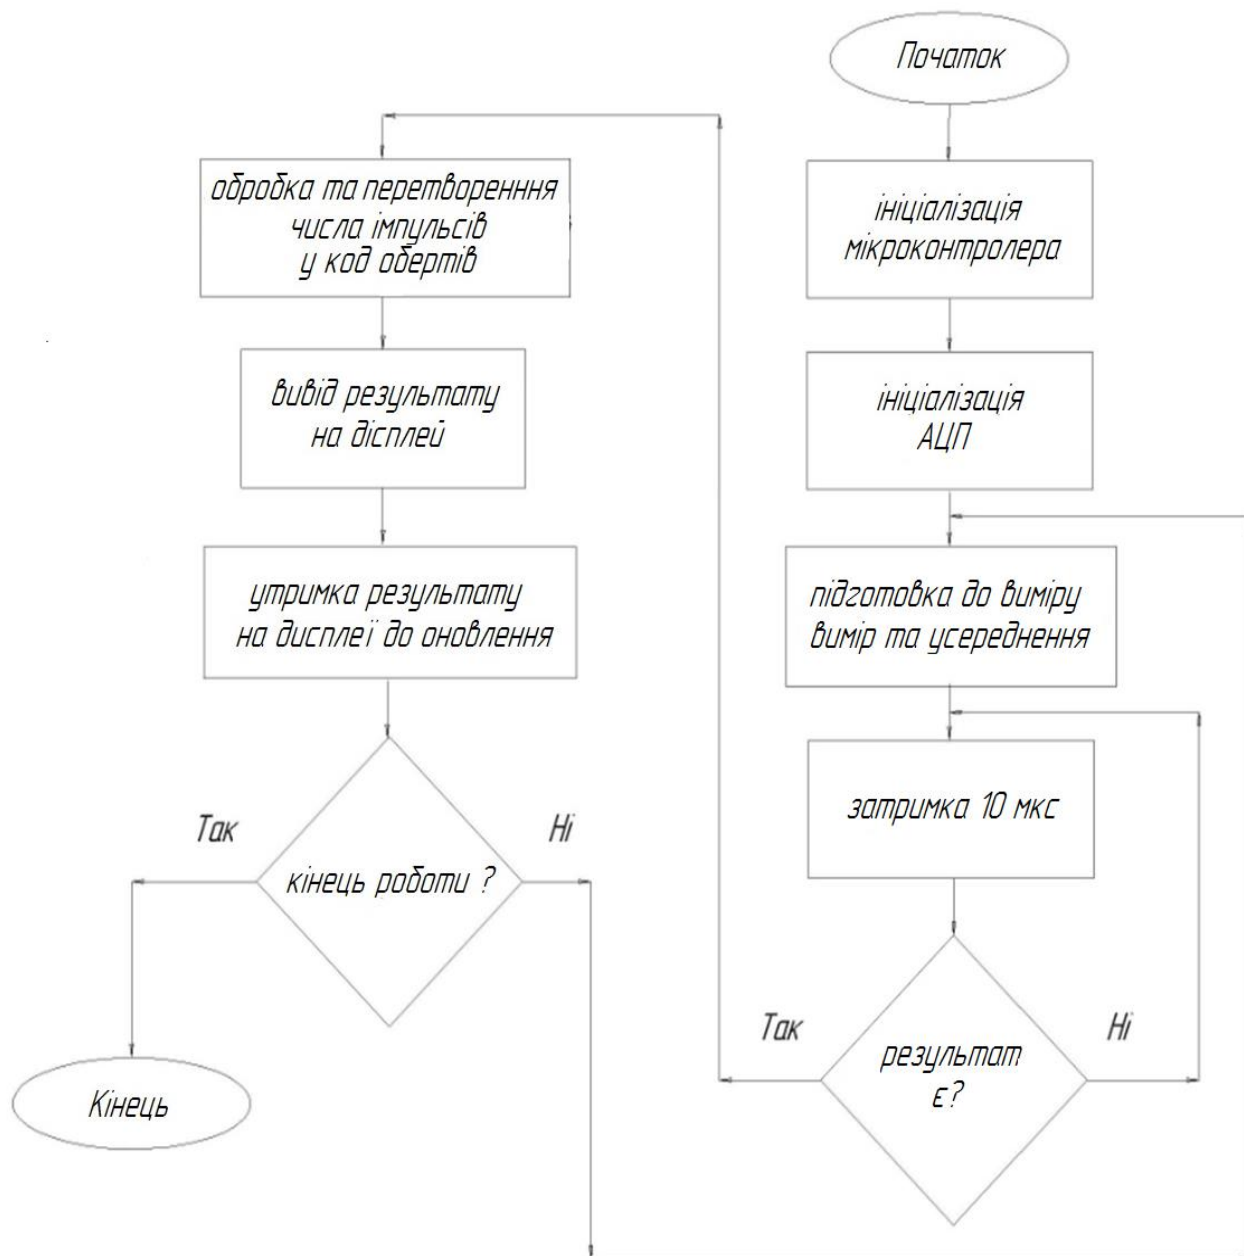 Початок
ініціалізація
мікроконтролера
ініціалізація
АЦП
підготовка до виміру
вимір та усереднення
затримка 10 мкс
результат
є?
Так
Ні
обробка та перетворенння
числа імпульсів
у код обертів
вивід результату
на дісплей
утримка результату
на дисплеї до оновлення
кінець роботи ?
Так
Ні
Кінець